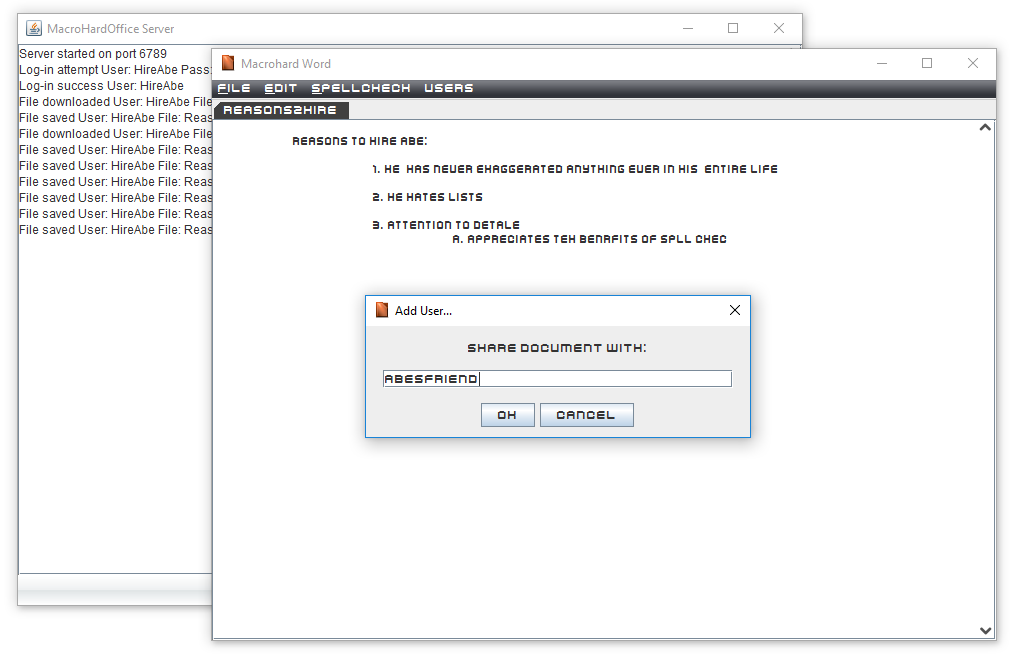 MacroHardOffice Server
Server started on port 6789
Log-in attempt User: HireAbe Pass:
Log-in success User: HireAbe
File downloaded User: HireAbe File
File saved User: HireAbe File: Reas
File downloaded User: HireAbe File
File saved User: HireAbe File: Reas
File saved User: HireAbe File: Reas
File saved User: HireAbe File: Reas
File saved User: HireAbe File: Reas
File saved User: HireAbe File: Reas
File saved User: HireAbe File: Reas
Macrohard Word
FILE EDIT SPELLCHECK USERS
REASONS2HIRE
REASONS TO HIRE ABE:
1. HE HAS NEVER EXAGGERATED ANYTHING EVER IN HIS ENTIRE LIFE
2. HE HATES LISTS
3. ATTENTION TO DETALE
A. APPRECIATES TEH BENAFITS OF SPLL CHEC
Add User...
SHARE DOCUMENT WITH:
ABESFRIEND
OK CANCEL